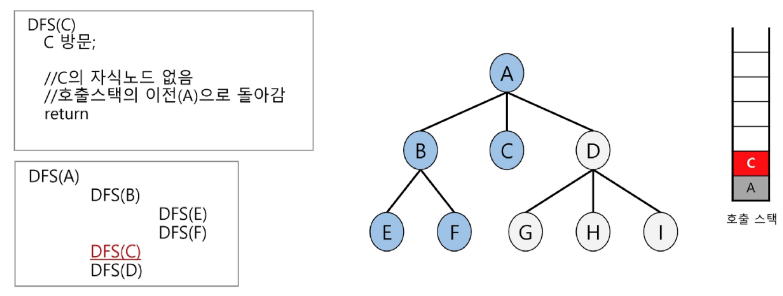 DFS(C)
C 방문;
//C의 자식노드 없음
//호출스택의 이전(A)으로 돌아감
return
DFS(A)
DFS(B)
DFS(E)
DFS(F)
DFS(C)
DFS(D)
A
B
C
D
E
F
G
H
I
C
A
호출 스택